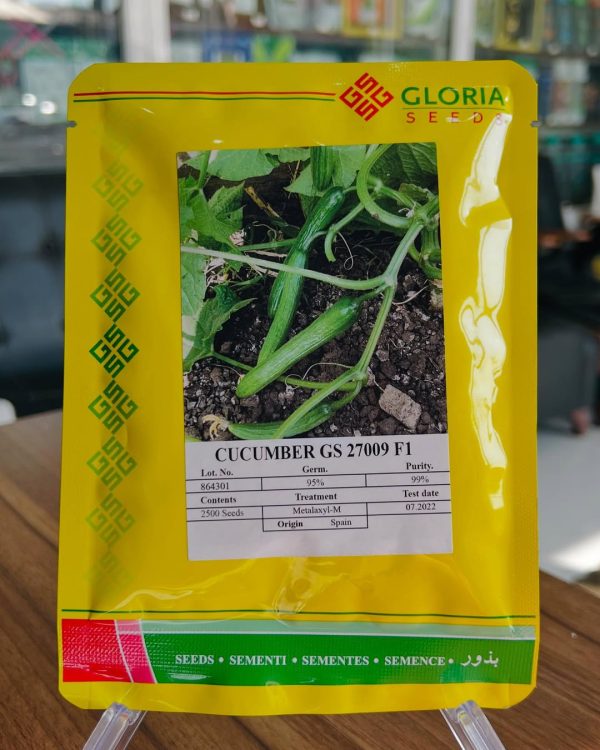 GLORIA
SEEDS
CUCUMBER GS 27009 F1
Lot. No. Germ. Purity.
864301 95% 99%
Contents Treatment Test date
2500 Seeds Metalaxyl-M 07.2022
Origin Spain
SEEDS • SEMENTI • SEMENTES • SEMENCE • بذور